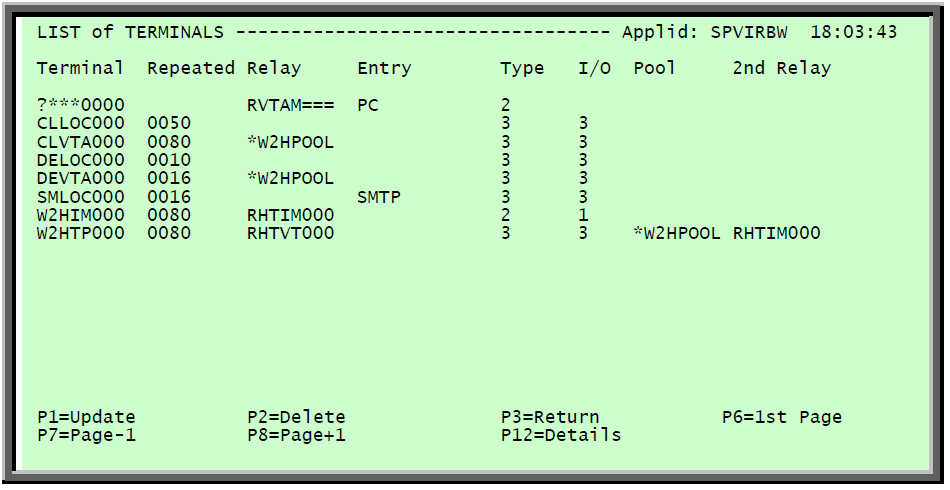 LIST of TERMINALS ---------------------------------- Applid: SPVIRBW  18:03:43
Terminal  Repeated Relay     Entry        Type   I/O  Pool     2nd Relay
?***0000           RVTAM===  PC           2
CLLOC000  0050                            3      3
CLVTA000  0080     *W2HPOOL               3      3
DELOC000  0010                            3      3
DEVTA000  0016     *W2HPOOL               3      3
SMLOC000  0016               SMTP         3      3
W2HIM000  0080     RHTIM000               2      1
W2HTP000  0080     RHTVT000               3      3    *W2HPOOL RHTIM000
P1=Update          P2=Delete              P3=Return           P6=1st Page
P7=Page-1          P8=Page+1              P12=Details